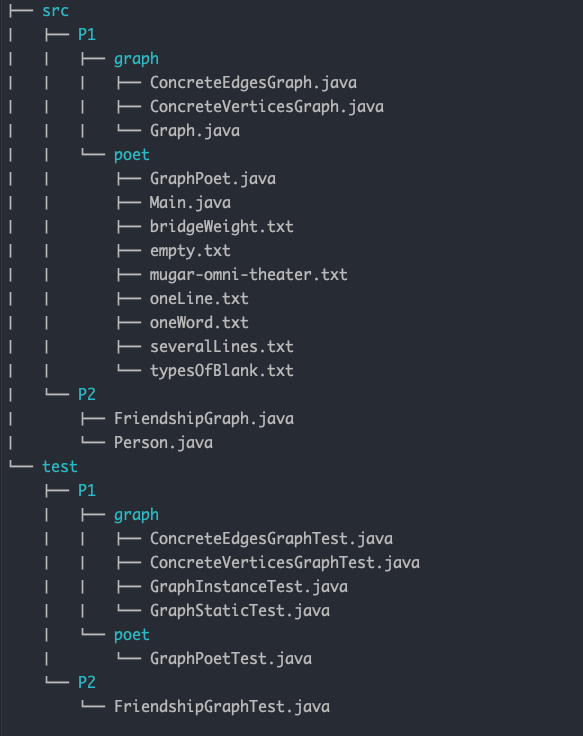 ├── src
│   ├── P1
│   │   ├── graph
│   │   │   ├── ConcreteEdgesGraph.java
│   │   │   ├── ConcreteVerticesGraph.java
│   │   │   └── Graph.java
│   │   └── poet
│   │       ├── GraphPoet.java
│   │       ├── Main.java
│   │       ├── bridgeWeight.txt
│   │       ├── empty.txt
│   │       ├── mugar-omni-theater.txt
│   │       ├── oneLine.txt
│   │       ├── oneWord.txt
│   │       ├── severalLines.txt
│   │       └── typesOfBlank.txt
│   └── P2
│       ├── FriendshipGraph.java
│       └── Person.java
└── test
    ├── P1
    │   ├── graph
    │   │   ├── ConcreteEdgesGraphTest.java
    │   │   ├── ConcreteVerticesGraphTest.java
    │   │   ├── GraphInstanceTest.java
    │   │   └── GraphStaticTest.java
    │   └── poet
    │       └── GraphPoetTest.java
    └── P2
        └── FriendshipGraphTest.java